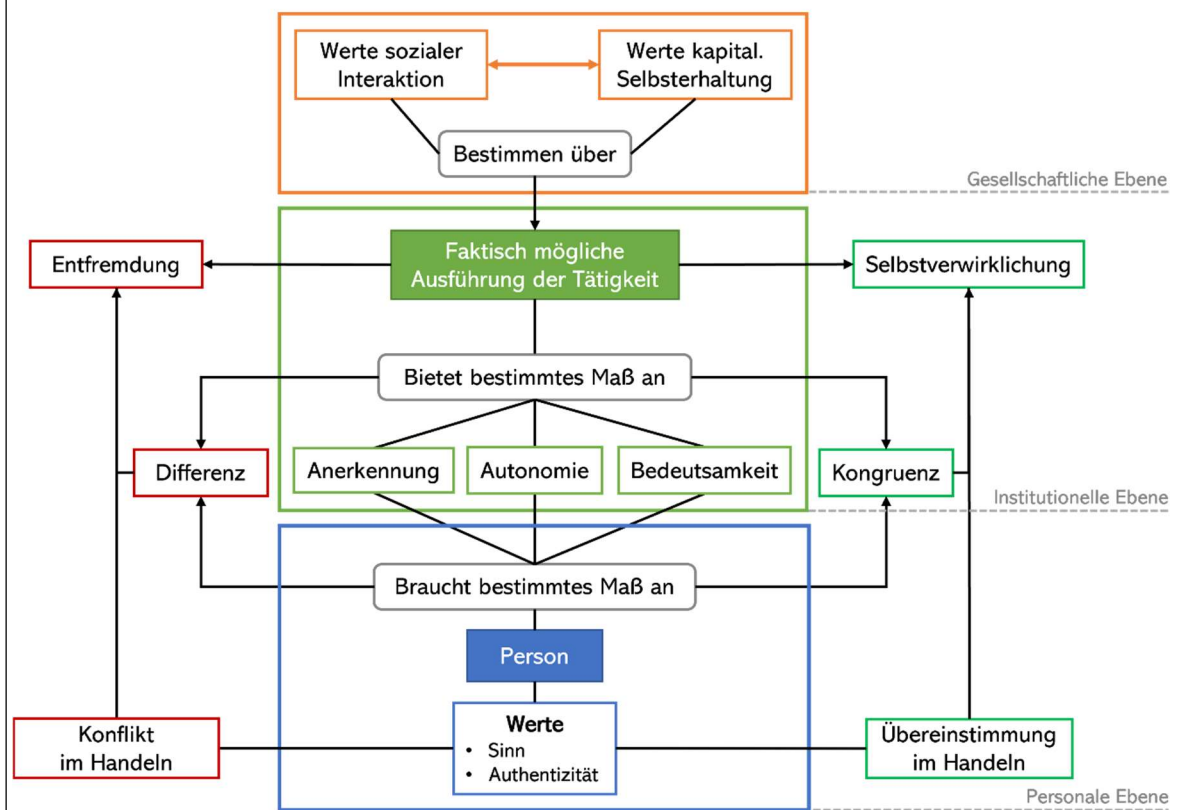 Werte sozialer
Interaktion
Werte kapital.
Selbsterhaltung
Bestimmen über
Gesellschaftliche Ebene
Entfremdung
Faktisch mögliche
Ausführung der Tätigkeit
Selbstverwirklichung
Bietet bestimmtes Maß an
Differenz
Anerkennung
Autonomie
Bedeutsamkeit
Kongruenz
Institutionelle Ebene
Braucht bestimmtes Maß an
Person
Konflikt
im Handeln
Werte
• Sinn
• Authentizität
Übereinstimmung
im Handeln
Personale Ebene